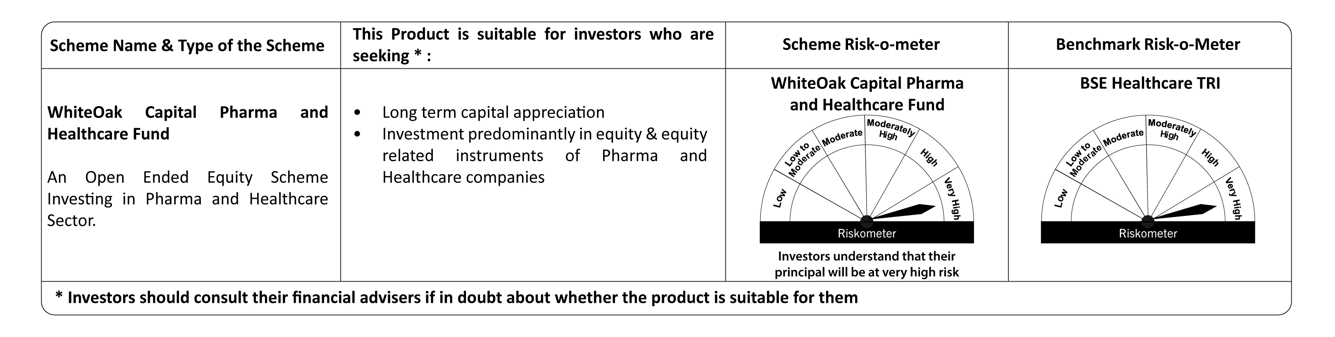 Scheme Name & Type of the Scheme
This Product is suitable for investors who are
seeking * :
Scheme Risk-o-meter
Benchmark Risk-o-Meter
WhiteOak Capital Pharma and
Healthcare Fund
An Open Ended Equity Scheme
Investing in Pharma and Healthcare
Sector.
• Long term capital appreciation
• Investment predominantly in equity & equity
related instruments of Pharma and
Healthcare companies
WhiteOak Capital Pharma
and Healthcare Fund
Low
Low to
Moderate
Moderate
Moderately
High
High
Very High
Riskometer
Investors understand that their
principal will be at very high risk
BSE Healthcare TRI
Low
Low to
Moderate
Moderate
Moderately
High
High
Very High
Riskometer
* Investors should consult their financial advisers if in doubt about whether the product is suitable for them